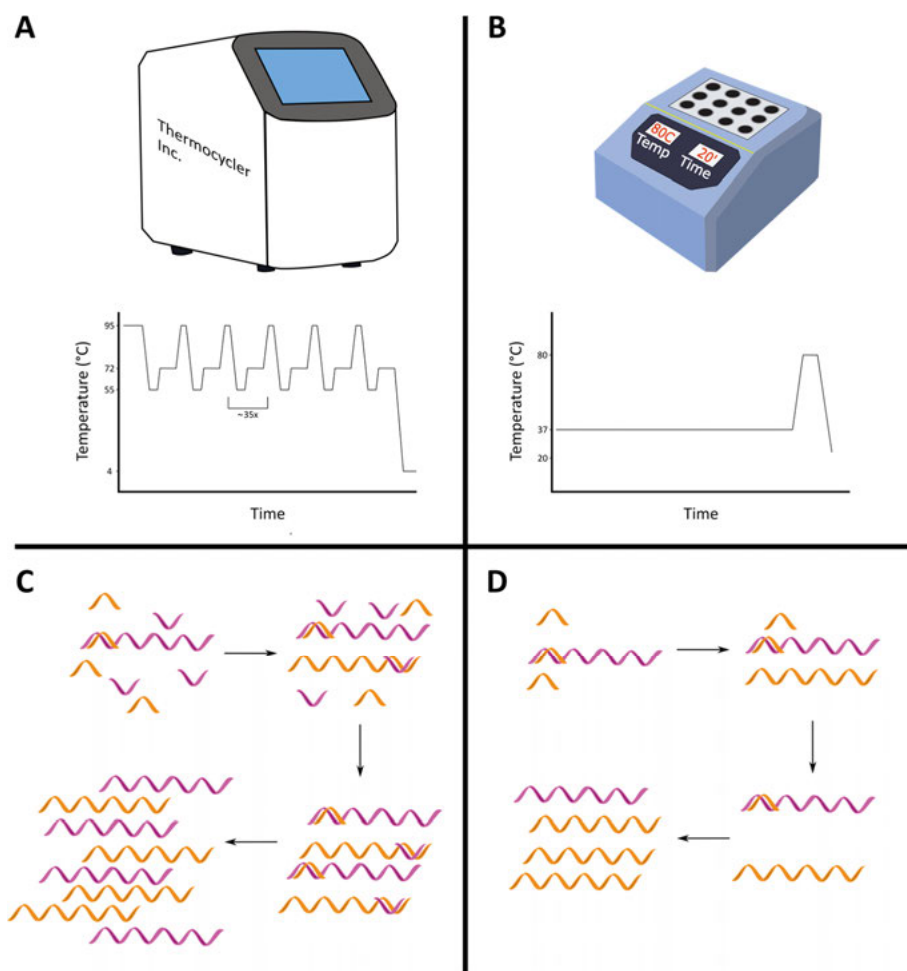 A
Thermocycler
Inc.
Temperature (°C)
95
72
55
4
~35x
Time
B
80C
20'
Temp
Time
Temperature (°C)
80
37
20
Time
C
D